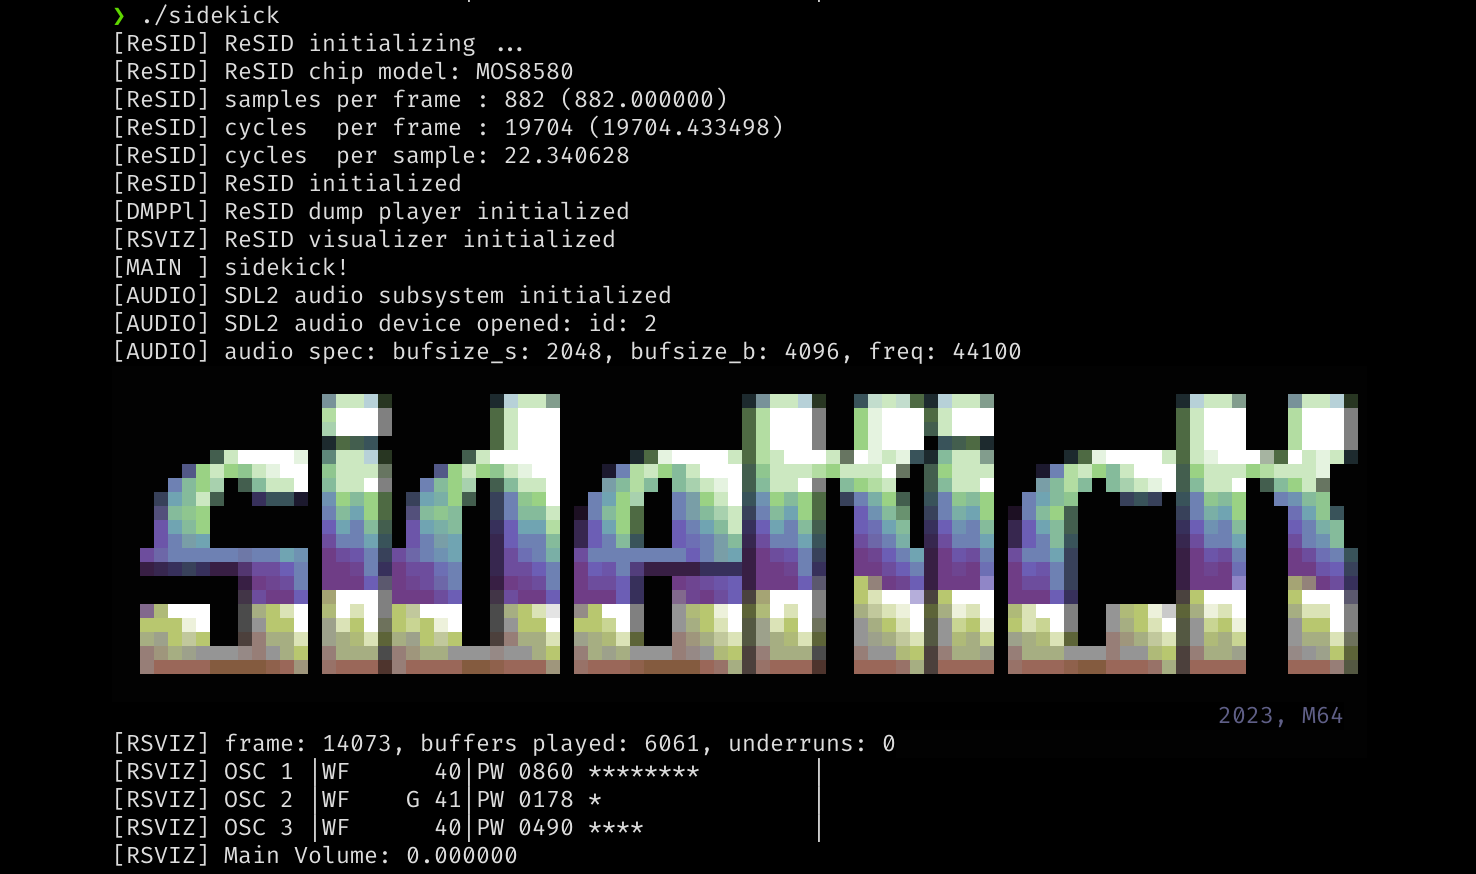 ❯ ./sidekick
[ReSID] ReSID initializing ...
[ReSID] ReSID chip model: MOS8580
[ReSID] samples per frame : 882 (882.000000)
[ReSID] cycles  per frame : 19704 (19704.433498)
[ReSID] cycles  per sample: 22.340628
[ReSID] ReSID initialized
[DMPPl] ReSID dump player initialized
[RSVIZ] ReSID visualizer initialized
[MAIN ] sidekick!
[AUDIO] SDL2 audio subsystem initialized
[AUDIO] SDL2 audio device opened: id: 2
[AUDIO] audio spec: bufsize_s: 2048, bufsize_b: 4096, freq: 44100
sidekick
2023, M64
[RSVIZ] frame: 14073, buffers played: 6061, underruns: 0
[RSVIZ] OSC 1 │WF      40│PW 0860 ********        │
[RSVIZ] OSC 2 │WF    G 41│PW 0178 *               │
[RSVIZ] OSC 3 │WF      40│PW 0490 ****            │
[RSVIZ] Main Volume: 0.000000